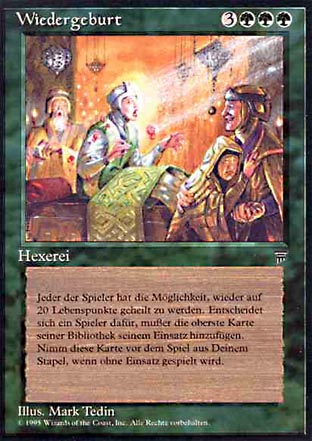 Wiedergeburt 3
Hexerei
Jeder der Spieler hat die Möglichkeit, wieder auf
20 Lebenspunkte geheilt zu werden. Entscheidet
sich ein Spieler dafür, mußer die oberste Karte
seiner Bibliothek seinem Einsatz hinzufügen.
Nimm diese Karte vor dem Spiel aus Deinem
Stapel, wenn ohne Einsatz gespielt wird.
Illus. Mark Tedin
© 1995 Wizards of the Coast, Inc. Alle Rechte vorbehalten.